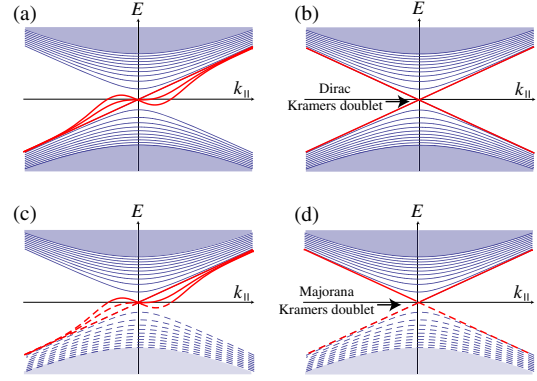 (a)
E
k||
(b)
E
Dirac
Kramers doublet
k||
(c)
E
k||
(d)
E
Majorana
Kramers doublet
k||